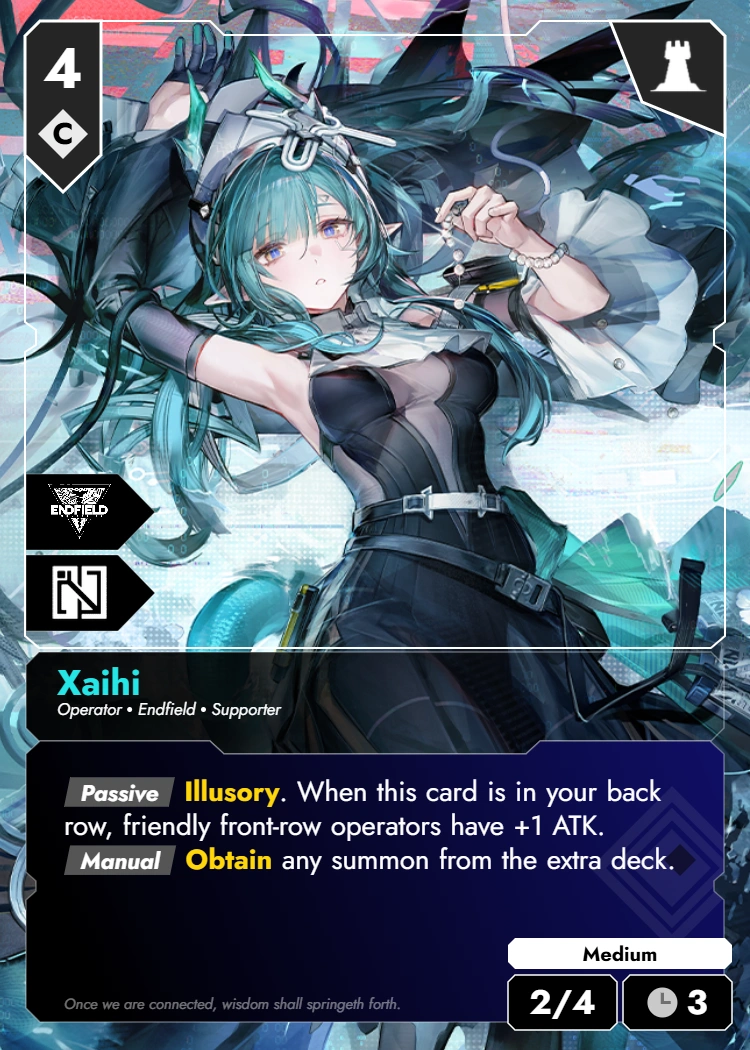 4
C
ENDFIELD
Xaihi
Operator • Endfield • Supporter
Passive Illusory. When this card is in your back
row, friendly front-row operators have +1 ATK.
Manual Obtain any summon from the extra deck.
Medium
Once we are connected, wisdom shall springeth forth.
2/4
3